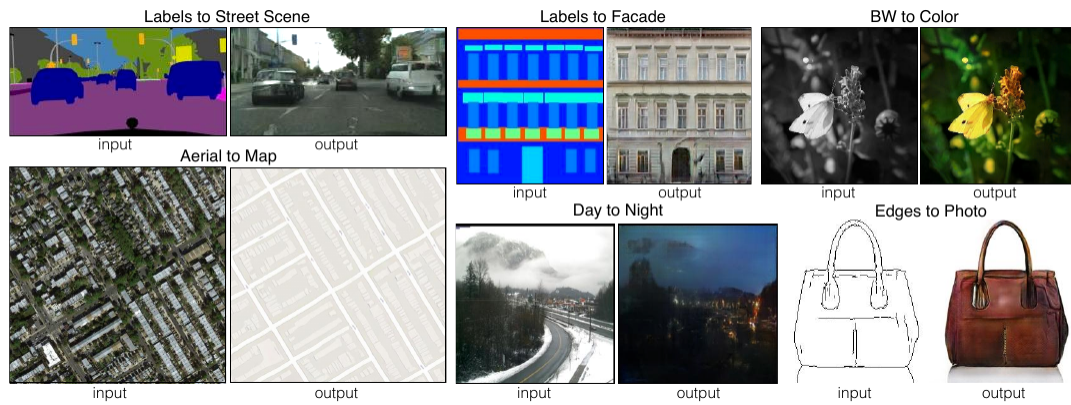 Labels to Street Scene
input
output
Aerial to Map
input
output
Labels to Facade
input
output
Day to Night
input
output
BW to Color
input
output
Edges to Photo
input
output